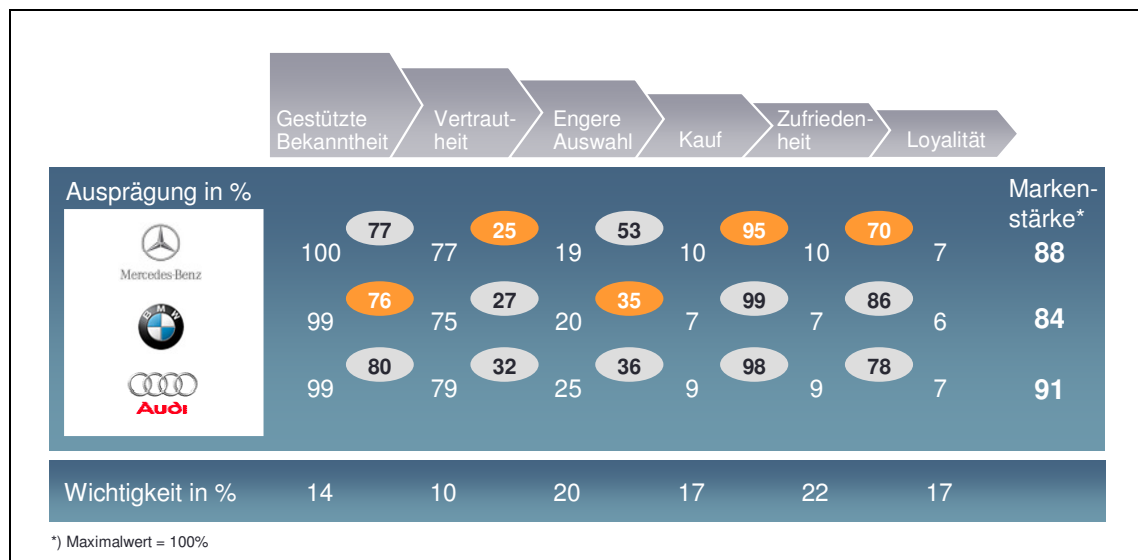 Gestützte
Bekanntheit
Vertraut-
heit
Engere
Auswahl
Kauf
Zufrieden-
heit
Loyalität
Ausprägung in %
Marken-
stärke*
Mercedes-Benz
100 77 77 25 19 53 10 95 10 70 7 88
BMW
99 76 75 27 20 35 7 99 7 86 6 84
Audi
99 80 79 32 25 36 9 98 9 78 7 91
Wichtigkeit in % 14 10 20 17 22 17
*) Maximalwert = 100%